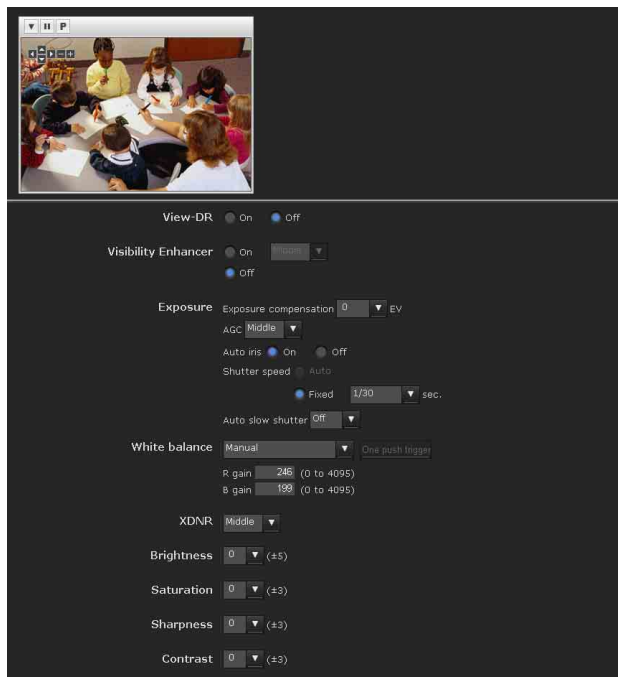 P
View-DR On Off
Visibility Enhancer On
Off
Exposure Exposure compensation 0 EV
AGC Middle
Auto iris On Off
Shutter speed Auto
Fixed 1/30 sec.
Auto slow shutter Off
White balance Manual One push trigger
R gain 246 (0 to 4095)
B gain 199 (0 to 4095)
XDNR Middle
Brightness 0 (±5)
Saturation 0 (±3)
Sharpness 0 (±3)
Contrast 0 (±3)